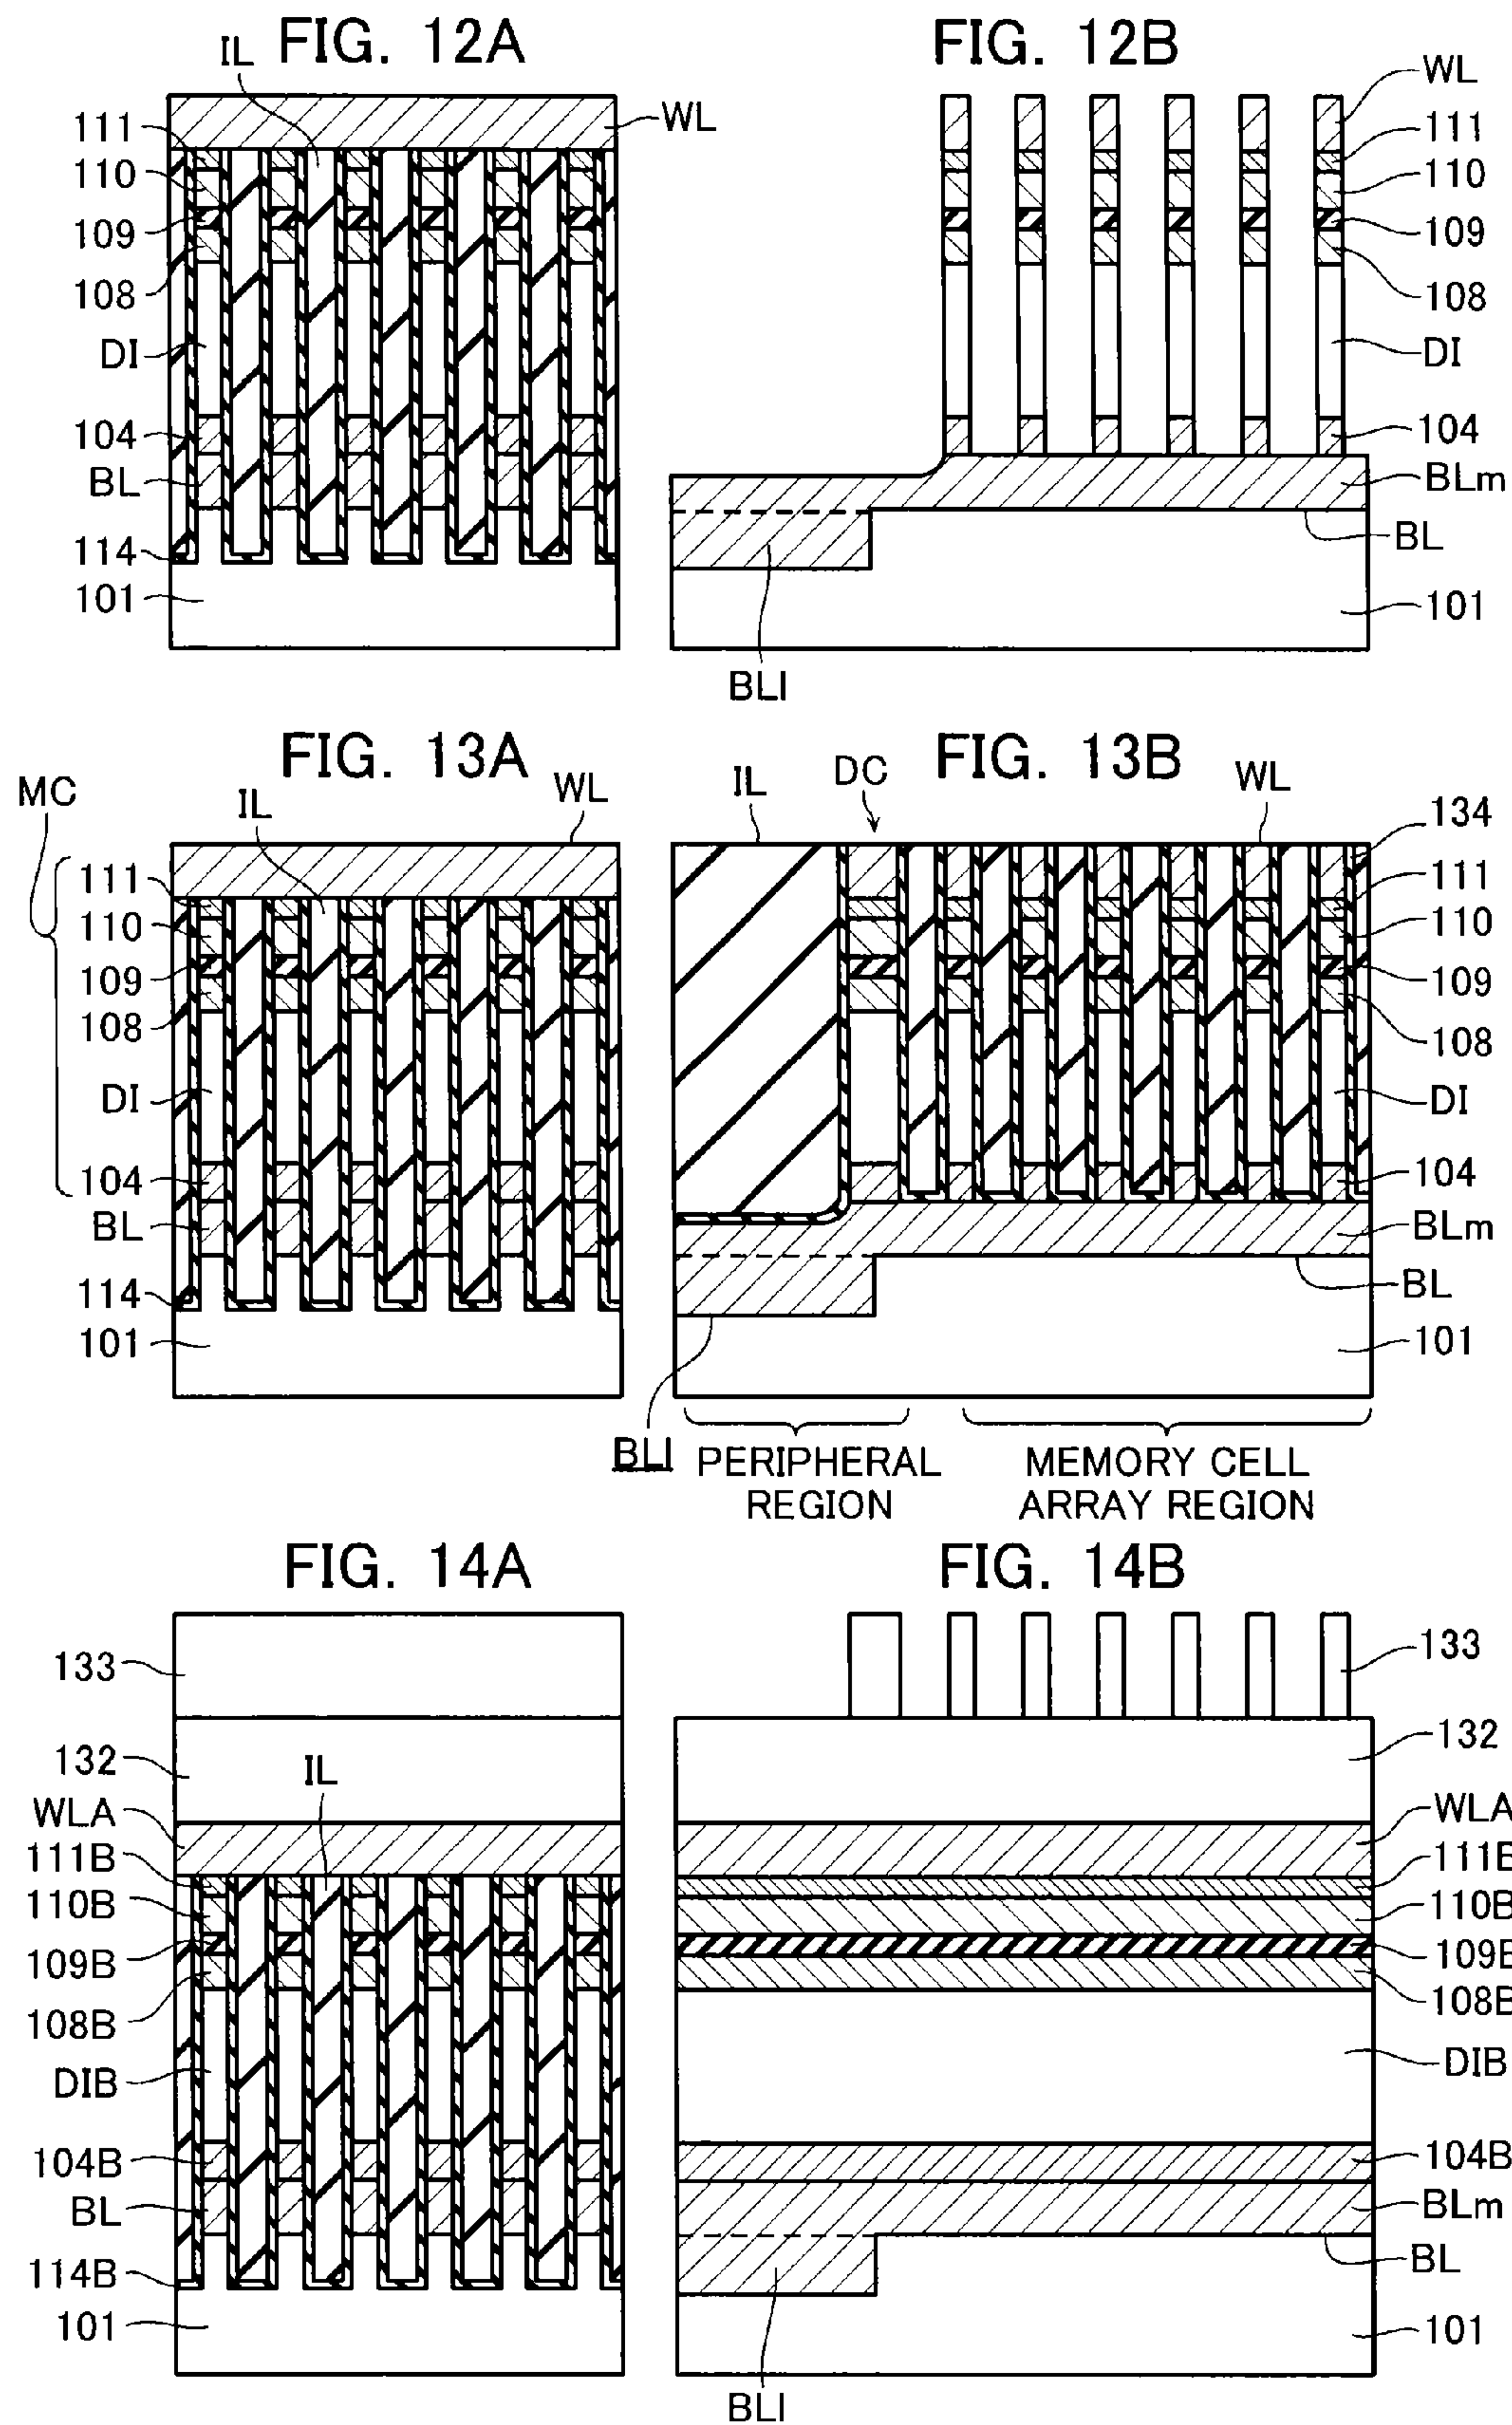 FIG. 12A
IL
WL
111
110
109
108
DI
104
BL
114
101
FIG. 12B
WL
111
110
109
108
DI
104
BLm
BL
101
BLI
FIG. 13A
MC
IL
WL
111
110
109
108
DI
104
BL
114
101
FIG. 13B
IL
DC
WL
134
111
110
109
108
DI
104
BLm
BL
101
BLI
PERIPHERAL
REGION
MEMORY CELL
ARRAY REGION
FIG. 14A
133
132
IL
WLA
111B
110B
109B
108B
DIB
104B
BL
114B
101
FIG. 14B
133
132
WLA
111B
110B
109B
108B
DIB
104B
BLm
BL
101
BLI